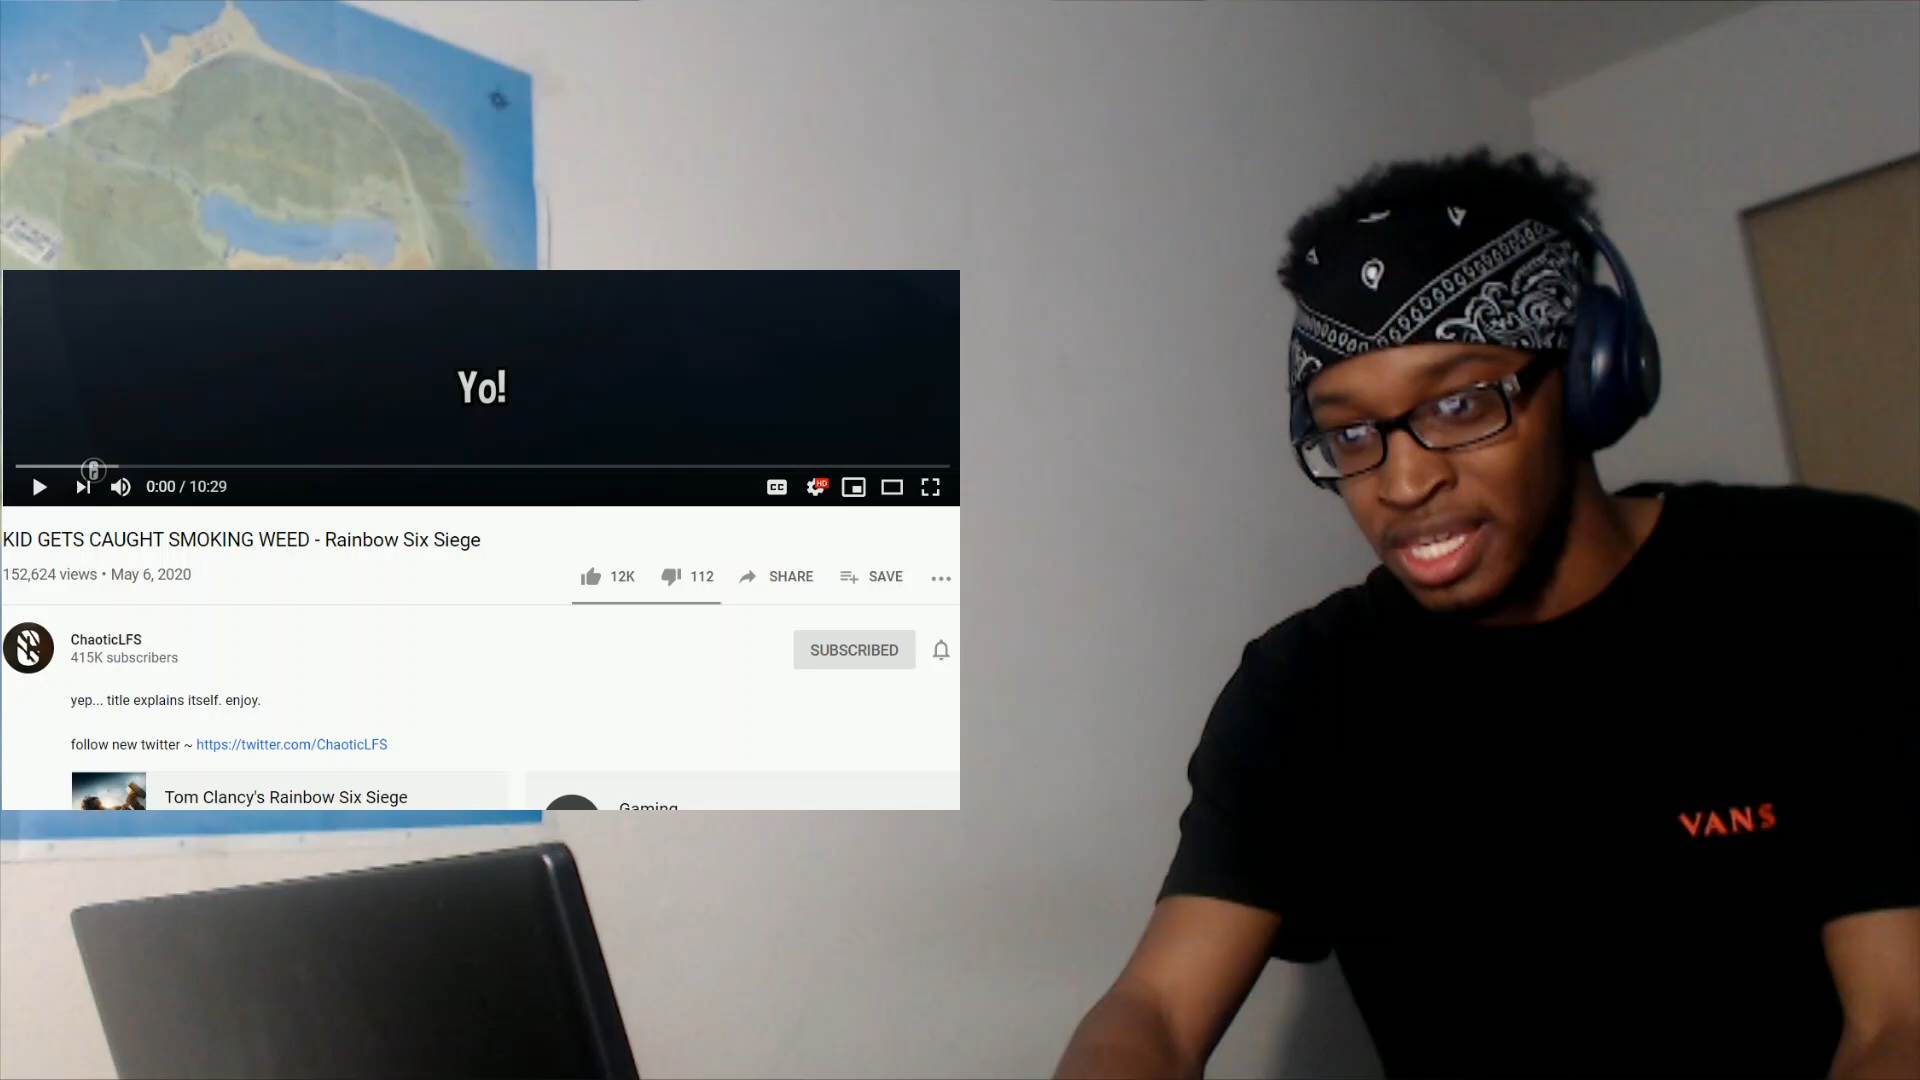 Yo!
0:00 / 10:29
CC
HD
KID GETS CAUGHT SMOKING WEED - Rainbow Six Siege
152,624 views • May 6, 2020
12K
112
SHARE
SAVE
ChaoticLFS
415K subscribers
SUBSCRIBED
yep... title explains itself. enjoy.
follow new twitter ~ https://twitter.com/ChaoticLFS
Tom Clancy's Rainbow Six Siege
Gaming
VANS